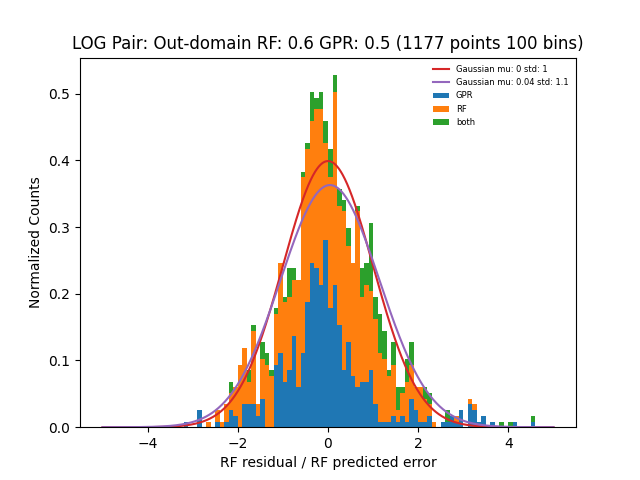 LOG Pair: Out-domain RF: 0.6 GPR: 0.5 (1177 points 100 bins)
Gaussian mu: 0 std: 1
Gaussian mu: 0.04 std: 1.1
GPR
RF
both
Normalized Counts
0.5
0.4
0.3
0.2
0.1
0.0
−4
−2
0
2
4
RF residual / RF predicted error